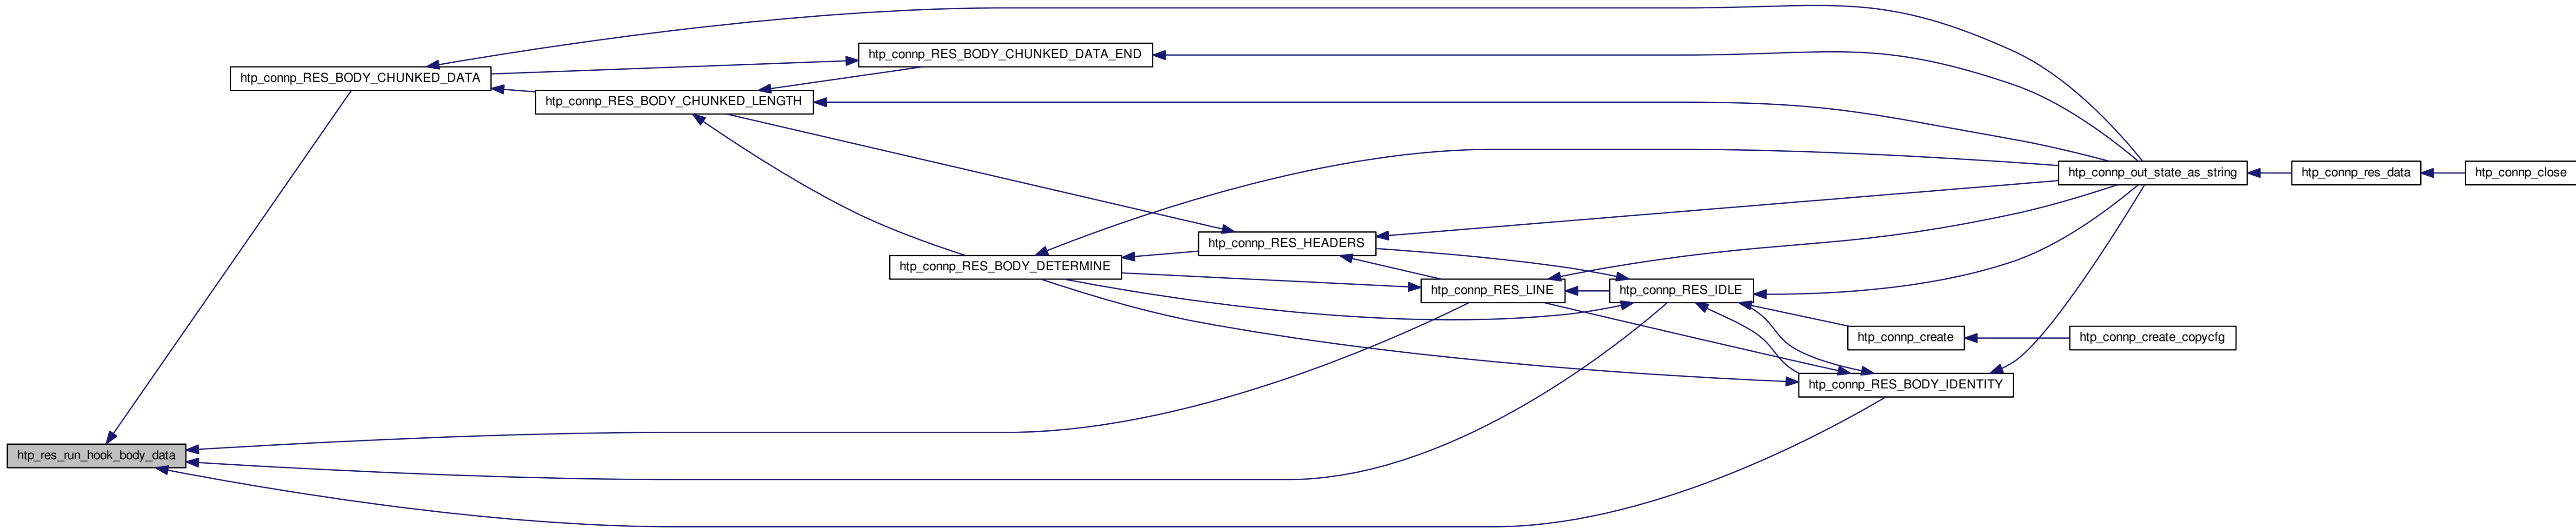 htp_connp_RES_BODY_CHUNKED_DATA_END
htp_connp_RES_BODY_CHUNKED_DATA
htp_connp_RES_BODY_CHUNKED_LENGTH
htp_connp_out_state_as_string
htp_connp_res_data
htp_connp_close
htp_connp_RES_HEADERS
htp_connp_RES_BODY_DETERMINE
htp_connp_RES_LINE
htp_connp_RES_IDLE
htp_connp_create
htp_connp_create_copycfg
htp_connp_RES_BODY_IDENTITY
htp_res_run_hook_body_data